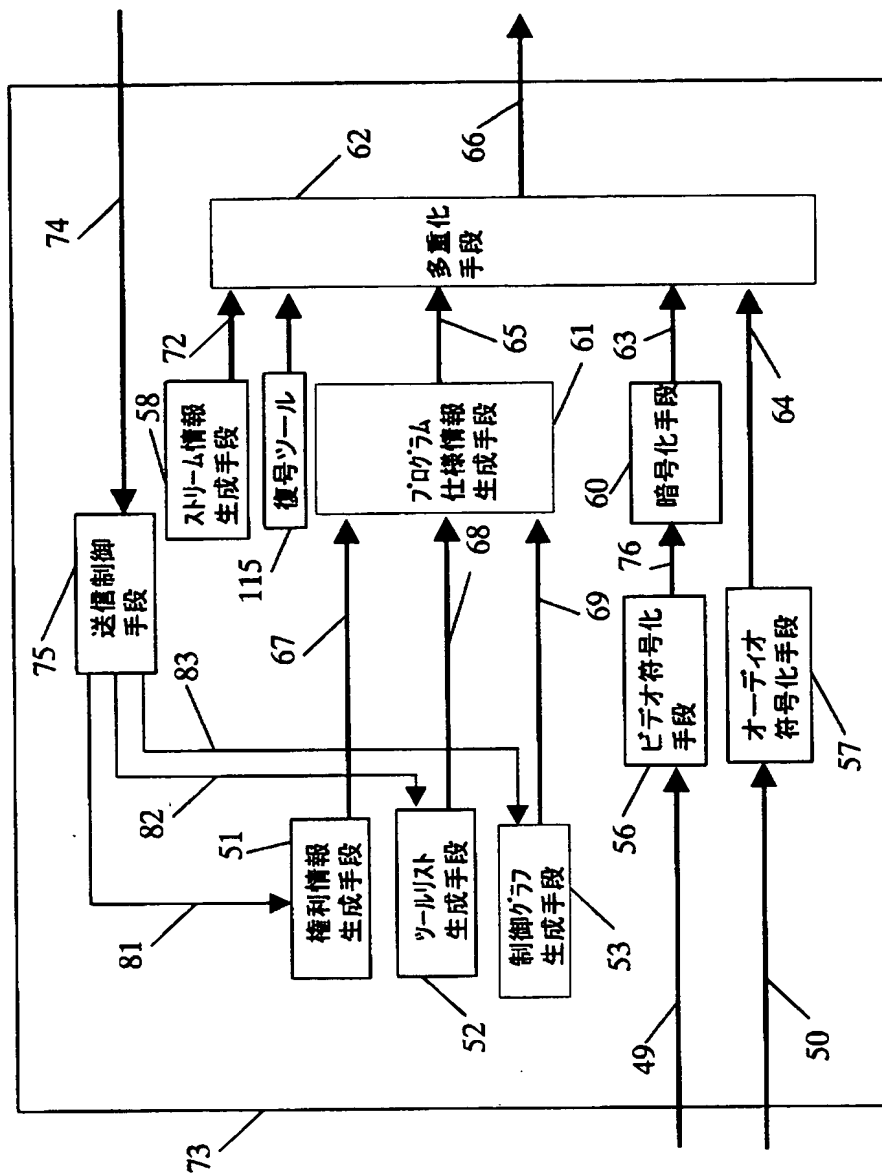 74
66
62
多重化
手段
72
65
63
64
58
ストリーム情報
生成手段
復号ツール
115
プログラム
仕様情報
生成手段
61
60
暗号化手段
75
送信制御
手段
67
68
69
76
83
82
81
51
権利情報
生成手段
ツールリスト
生成手段
52
制御グラフ
生成手段
53
ビデオ符号化
手段
56
オーディオ
符号化手段
57
49
50
73